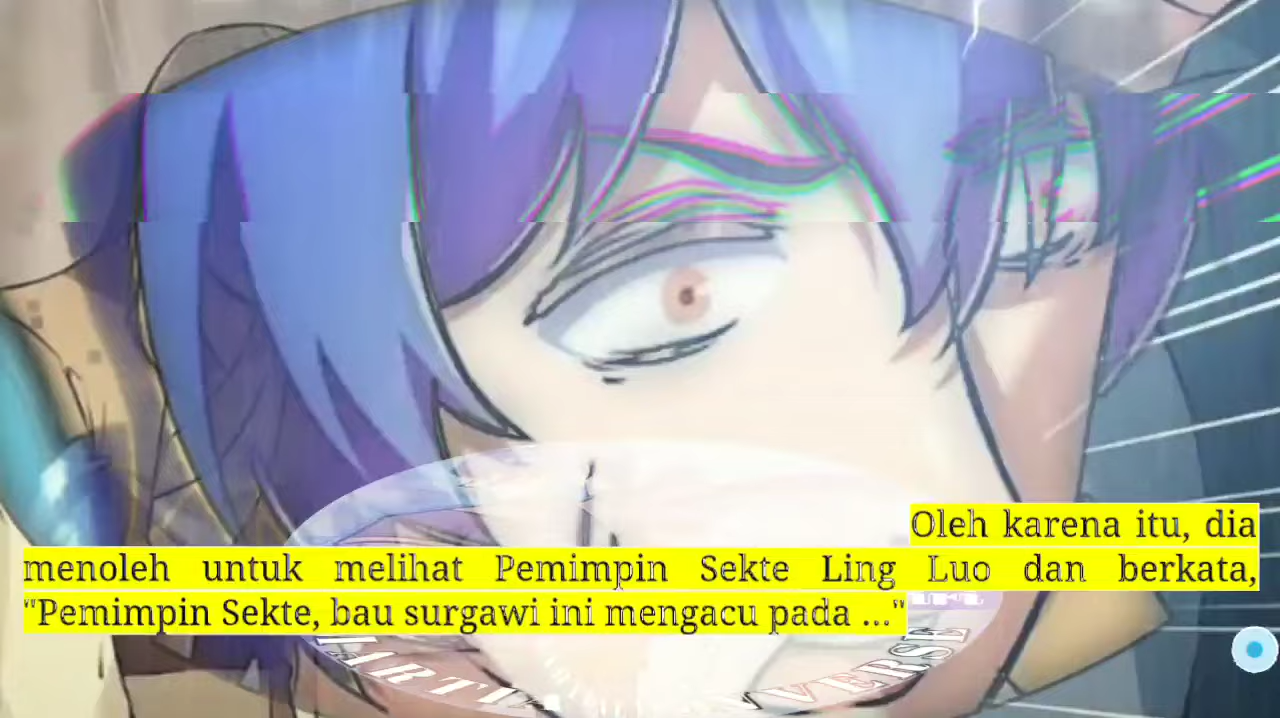 Oleh karena itu, dia
menoleh untuk melihat Pemimpin Sekte Ling Luo dan berkata,
"Pemimpin Sekte, bau surgawi ini mengacu pada ..."